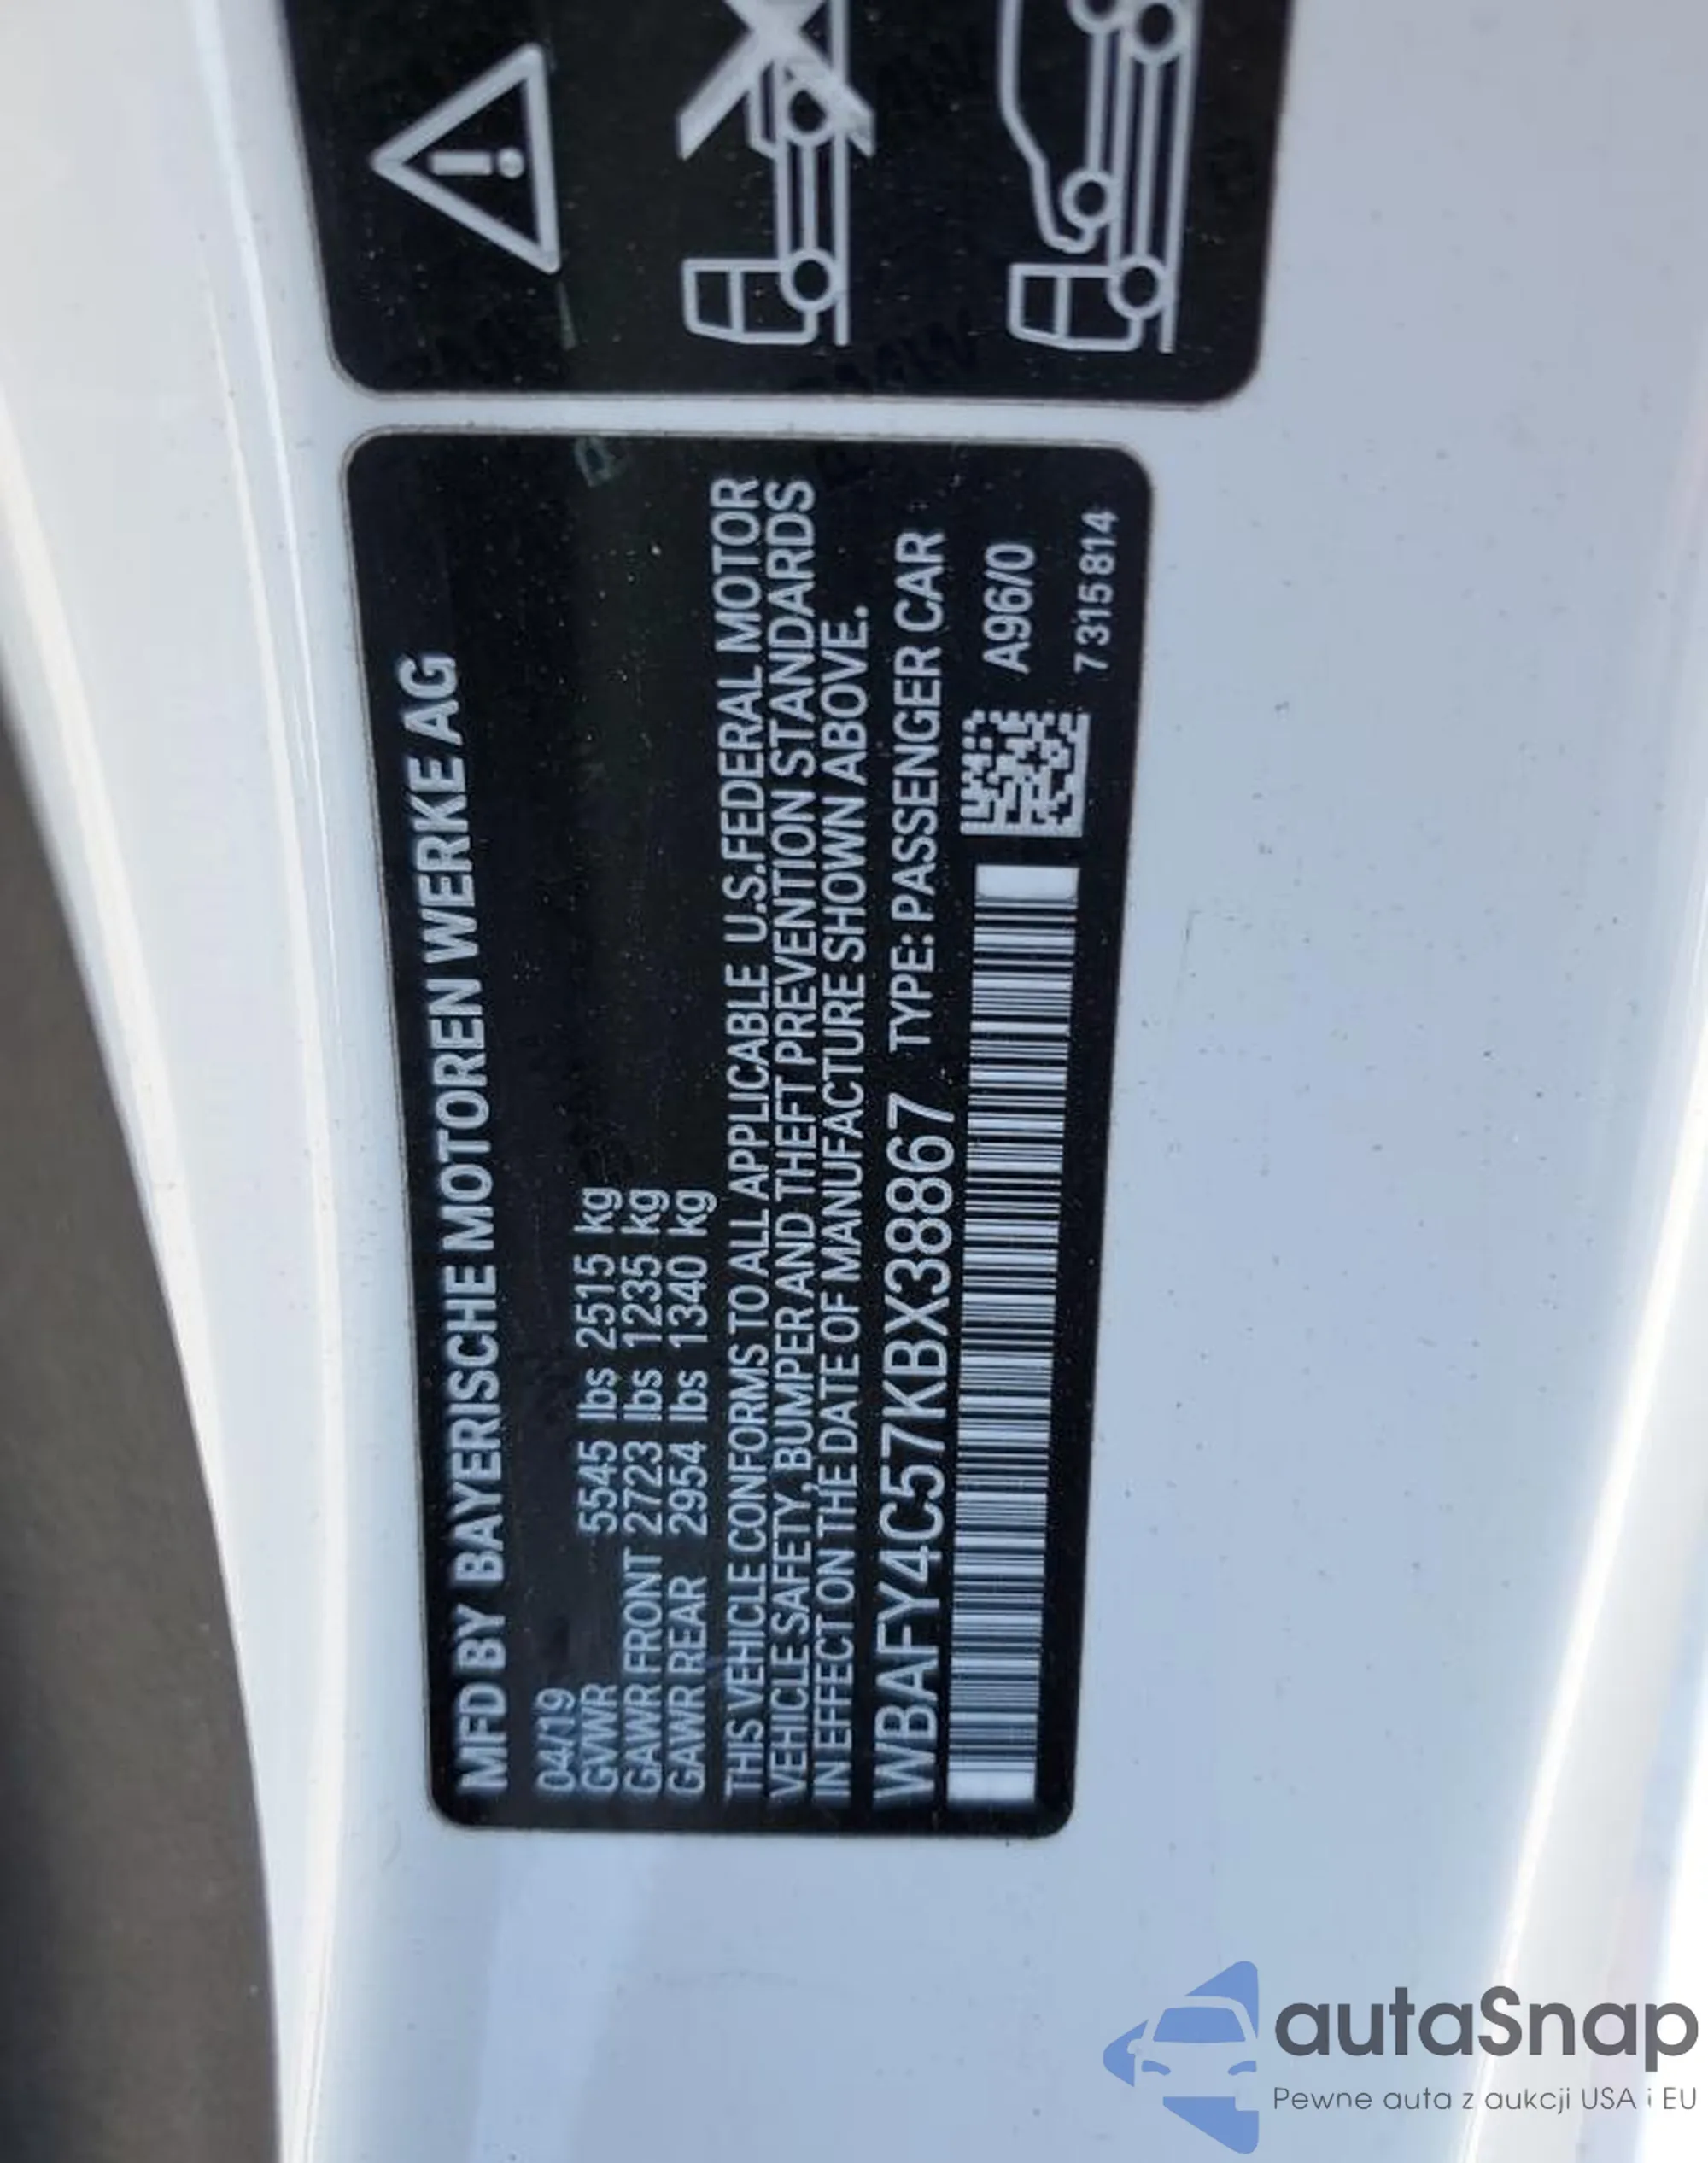 MFD BY BAYERISCHE MOTOREN WERKE AG
04/19
GVWR 5545 lbs 2515 kg
GAWR FRONT 2723 lbs 1235 kg
GAWR REAR 2954 lbs 1340 kg
THIS VEHICLE CONFORMS TO ALL APPLICABLE U.S.FEDERAL MOTOR
VEHICLE SAFETY, BUMPER AND THEFT PREVENTION STANDARDS
IN EFFECT ON THE DATE OF MANUFACTURE SHOWN ABOVE.
WBAFY4C57KBX38867 TYPE: PASSENGER CAR
A96/0
7315814
autaSnap
Pewne auta z aukcji USA i EU